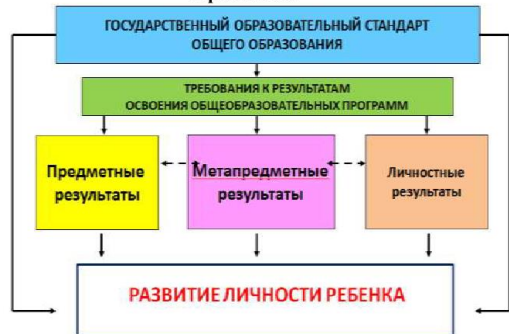 ГОСУДАРСТВЕННЫЙ ОБРАЗОВАТЕЛЬНЫЙ СТАНДАРТ
ОБЩЕГО ОБРАЗОВАНИЯ
ТРЕБОВАНИЯ К РЕЗУЛЬТАТАМ
ОСВОЕНИЯ ОБЩЕОБРАЗОВАТЕЛЬНЫХ ПРОГРАММ
Предметные
результаты
Метапредметные
результаты
Личностные
результаты
РАЗВИТИЕ ЛИЧНОСТИ РЕБЕНКА